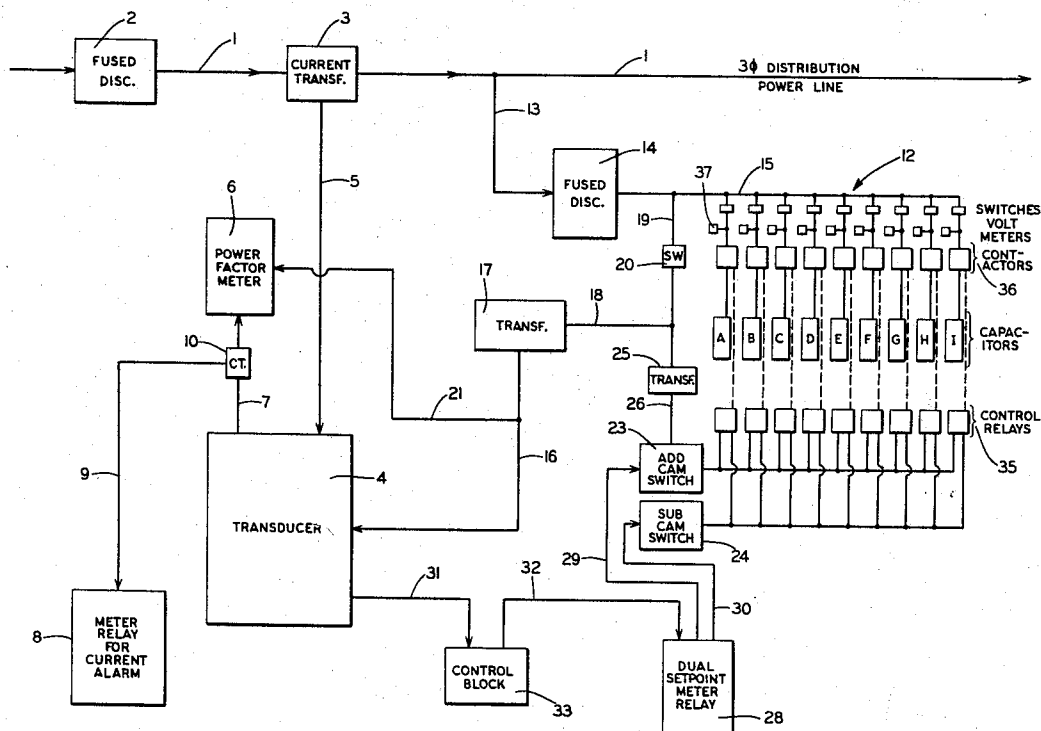 2
FUSED
DISC.
1
3
CURRENT
TRANSF.
1
3ϕ DISTRIBUTION
POWER LINE
13
14
FUSED
DISC.
5
6
POWER
FACTOR
METER
37
15
12
19
SWITCHES
VOLT
METERS
SW
20
CONT-
ACTORS
36
17
TRANSF.
18
10
CT.
A
B
C
D
E
F
G
H
I
CAPAC-
ITORS
25
TRANSF.
26
7
21
16
23
ADD
CAM
SWITCH
CONTROL
RELAYS
35
9
4
TRANSDUCER
SUB
CAM
SWITCH
24
29
30
31
32
8
METER
RELAY
FOR
CURRENT
ALARM
CONTROL
BLOCK
33
DUAL
SETPOINT
METER
RELAY
28